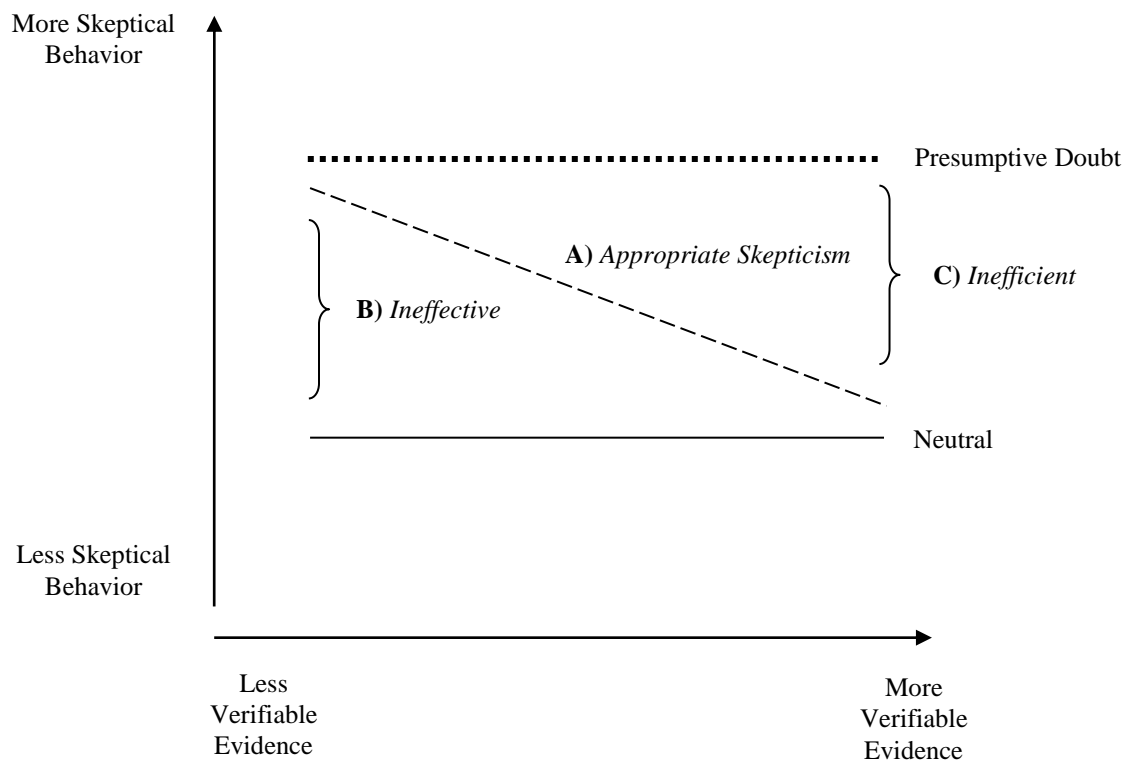 More Skeptical
Behavior
Presumptive Doubt
A) Appropriate Skepticism
C) Inefficient
B) Ineffective
Neutral
Less Skeptical
Behavior
Less
Verifiable
Evidence
More
Verifiable
Evidence